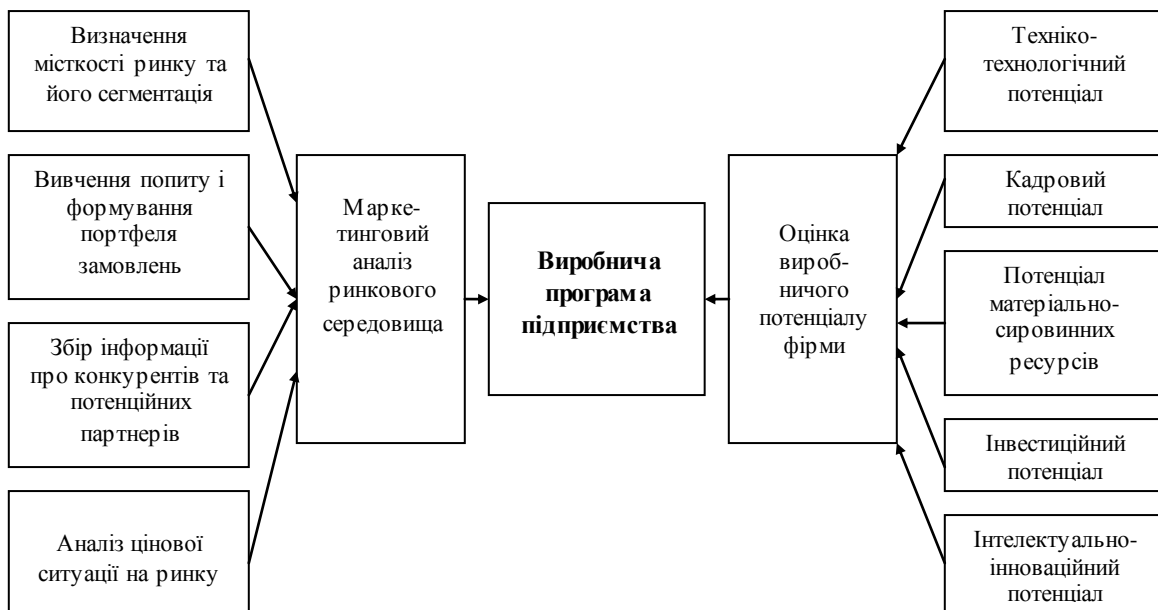 Визначення
місткості ринку та
його сегментація
Вивчення попиту і
формування
портфеля
замовлень
Збір інформації
про конкурентів та
потенційних
партнерів
Аналіз цінової
ситуації на ринку
Марке-
тинговий
аналіз
ринкового
середовища
Виробнича
програма
підприємства
Оцінка
вироб-
ничого
потенціалу
фірми
Техніко-
технологічний
потенціал
Кадровий
потенціал
Потенціал
матеріально-
сировинних
ресурсів
Інвестиційний
потенціал
Інтелектуально-
інноваційний
потенціал